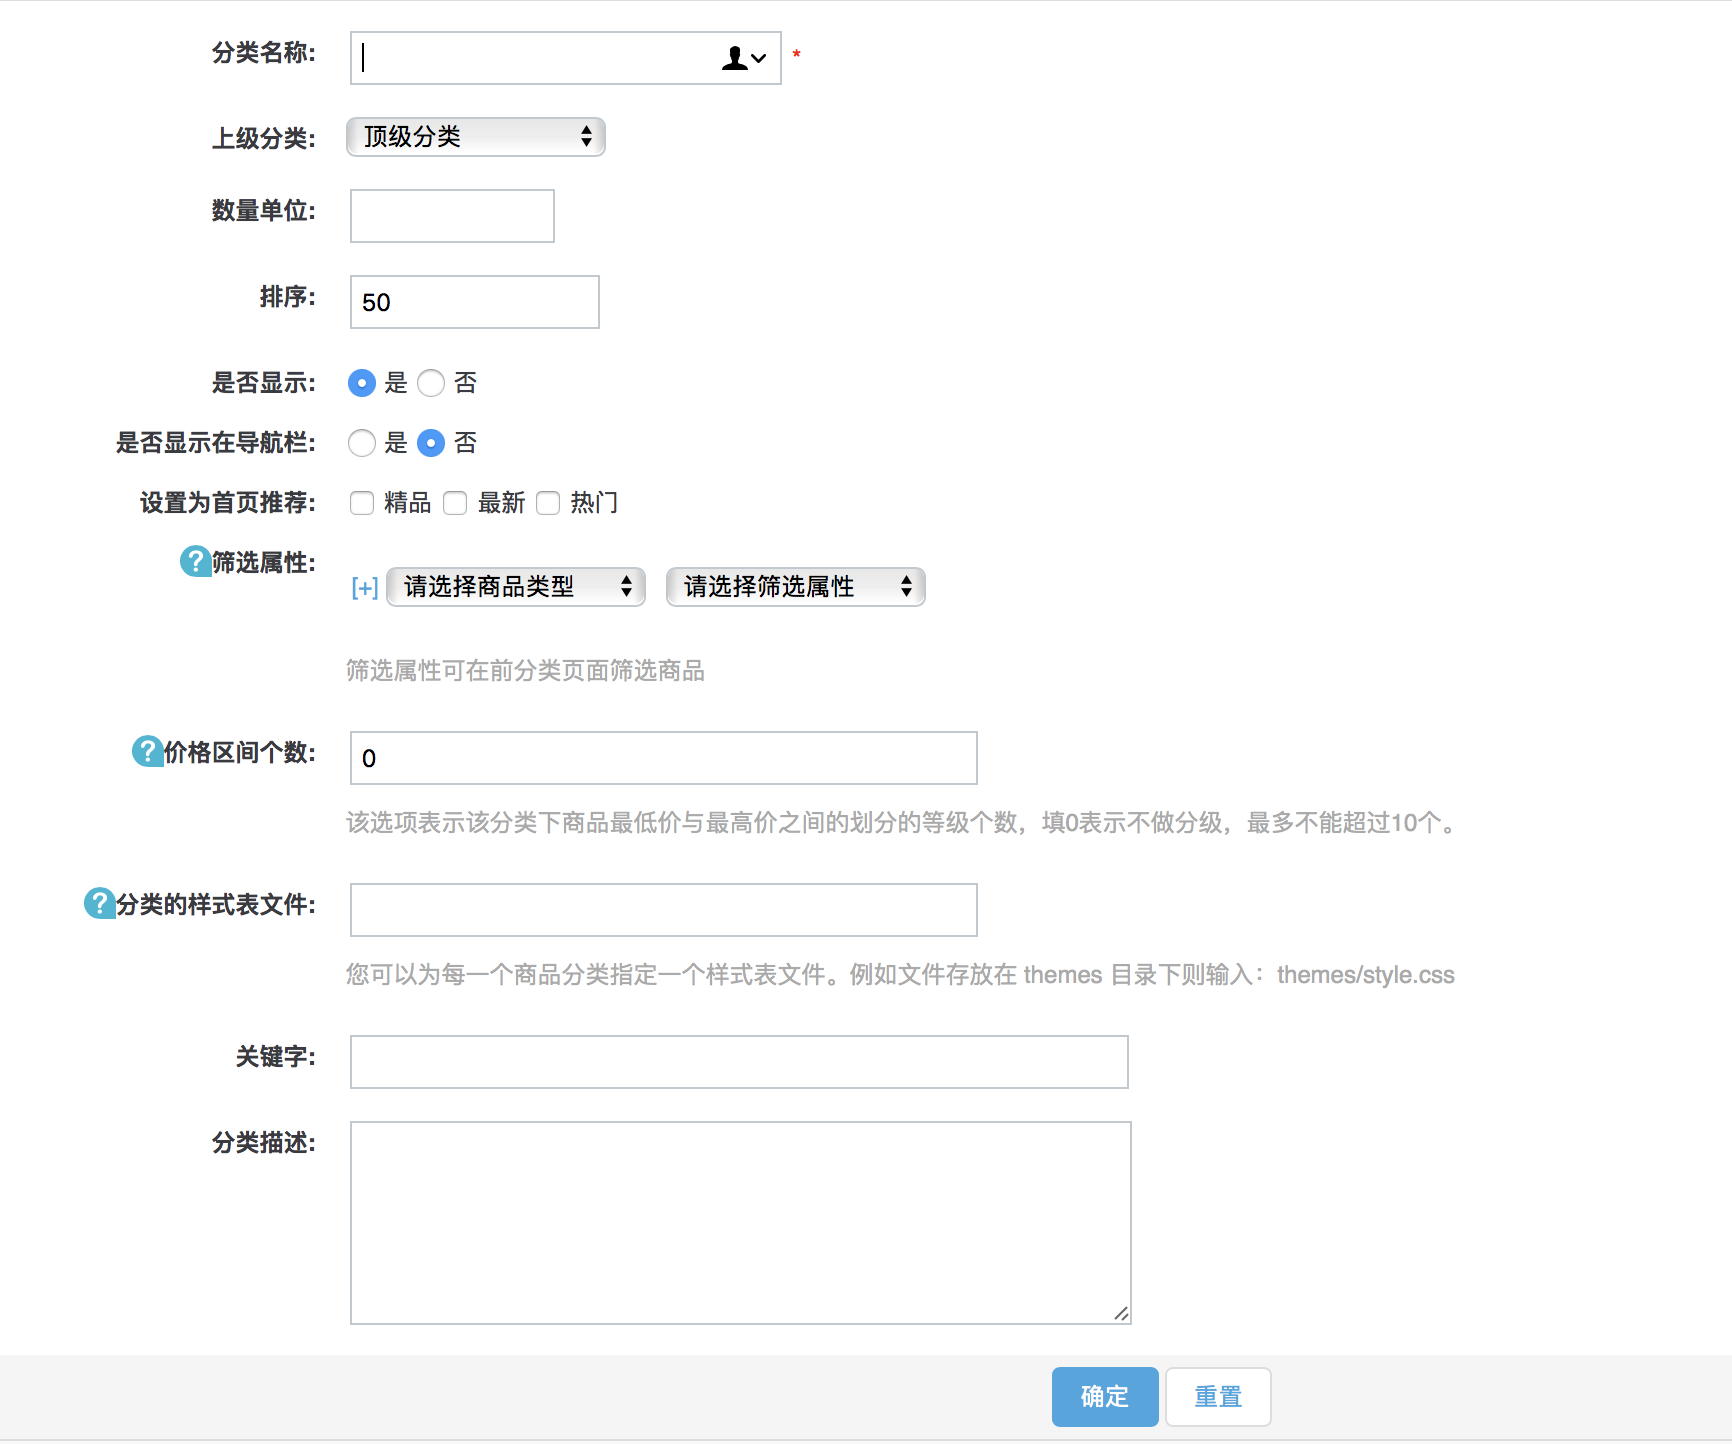 分类名称: *
上级分类: 顶级分类
数量单位:
排序: 50
是否显示: 是 否
是否显示在导航栏: 是 否
设置为首页推荐: 精品 最新 热门
?筛选属性:
[+] 请选择商品类型 请选择筛选属性
筛选属性可在前分类页面筛选商品
?价格区间个数: 0
该选项表示该分类下商品最低价与最高价之间的划分的等级个数，填0表示不做分级，最多不能超过10个。
?分类的样式表文件:
您可以为每一个商品分类指定一个样式表文件。例如文件存放在 themes 目录下则输入：themes/style.css
关键字:
分类描述:
确定 重置